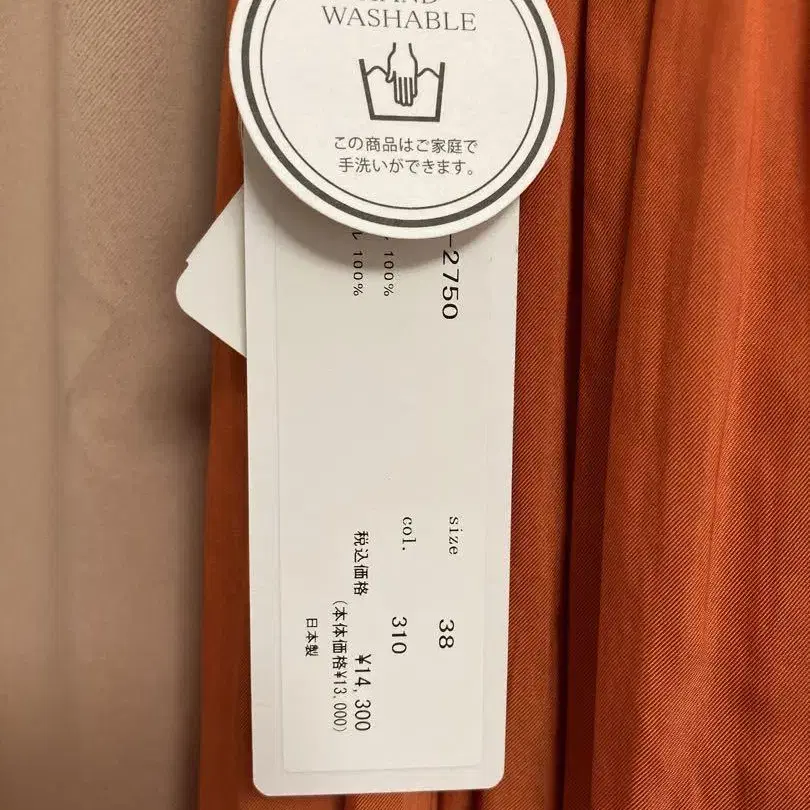 WASHABLE
この商品はご家庭で
手洗いができます。
-2750
100%
100%
size 38
col. 310
税込価格 ¥14,300
(本体価格¥13,000)
日本製